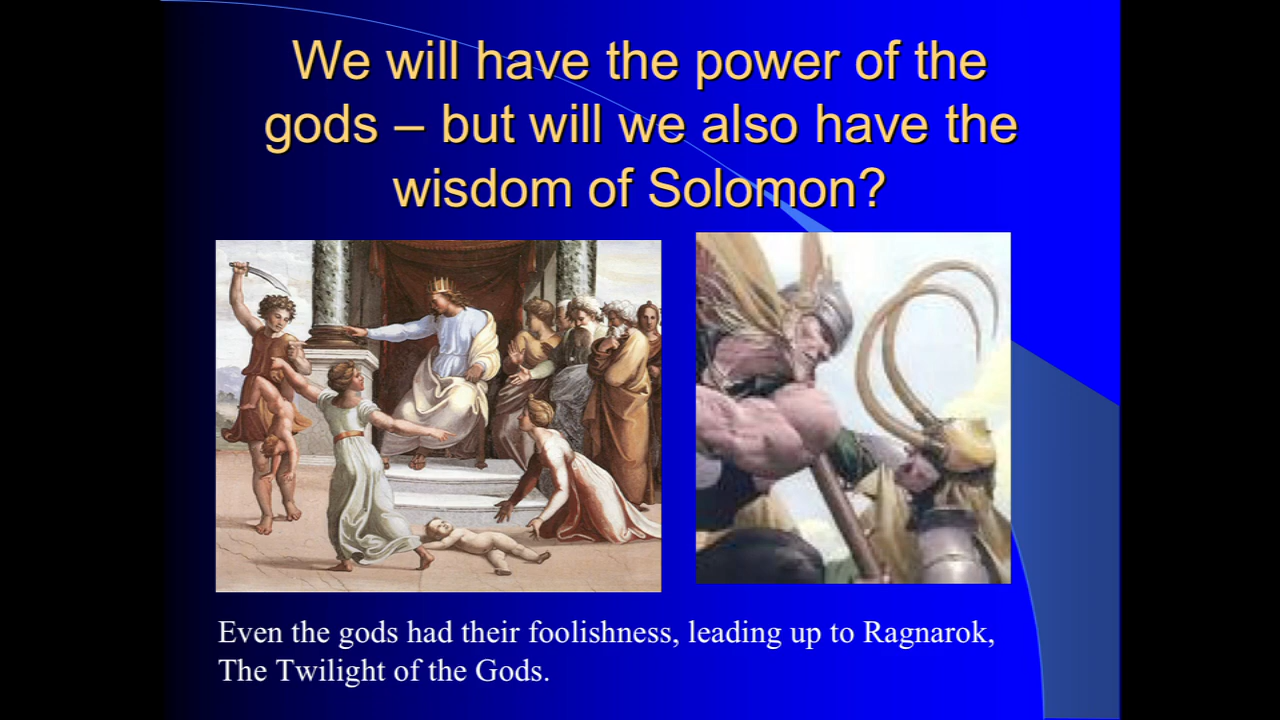 We will have the power of the
gods – but will we also have the
wisdom of Solomon?
Even the gods had their foolishness, leading up to Ragnarok,
The Twilight of the Gods.